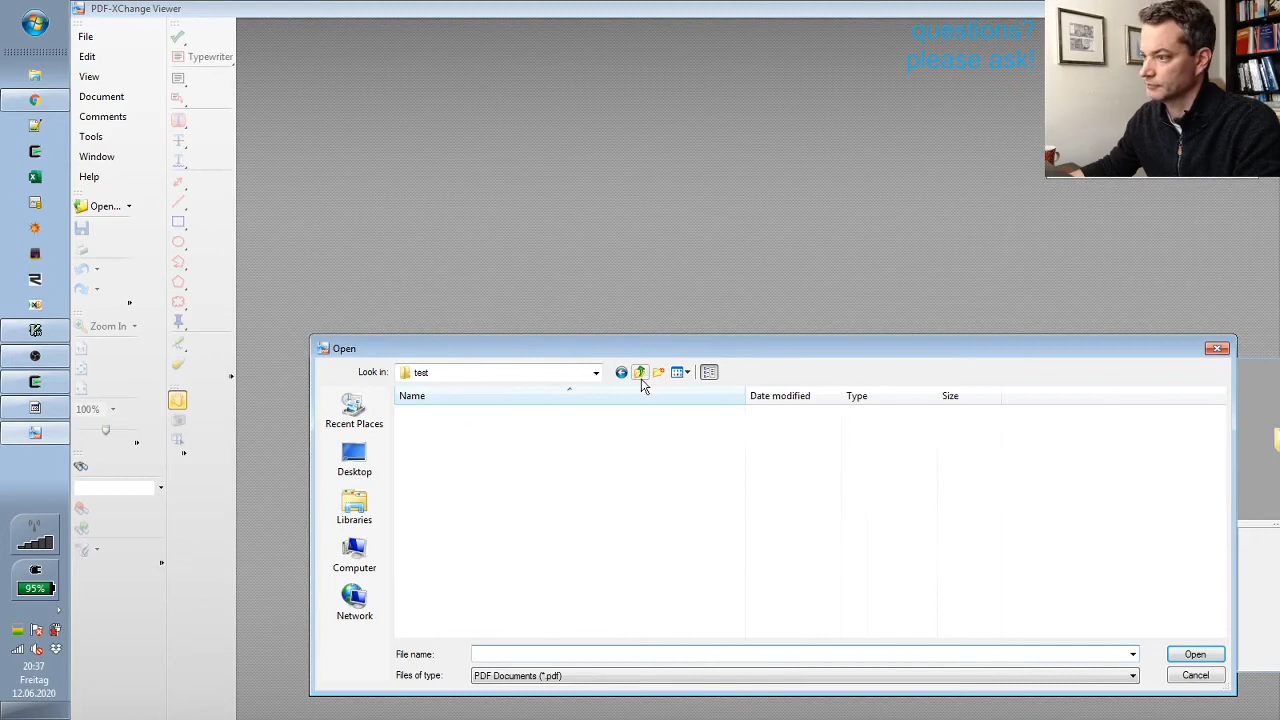 PDF-XChange Viewer
File
Edit
View
Document
Comments
Tools
Window
Help
Open...
Zoom In
100%
Typewriter
questions?
please ask!
Open
Look in:
test
Name
Date modified
Type
Size
Recent Places
Desktop
Libraries
Computer
Network
File name:
Open
Files of type:
PDF Documents (*.pdf)
Cancel
95%
20:37
Freitag
12.06.2020